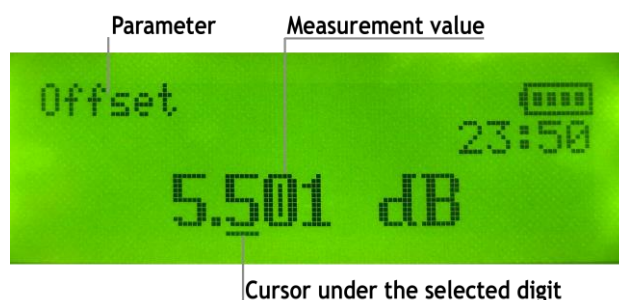 Parameter
Measurement value
Offset
23:50
5.501 dB
Cursor under the selected digit